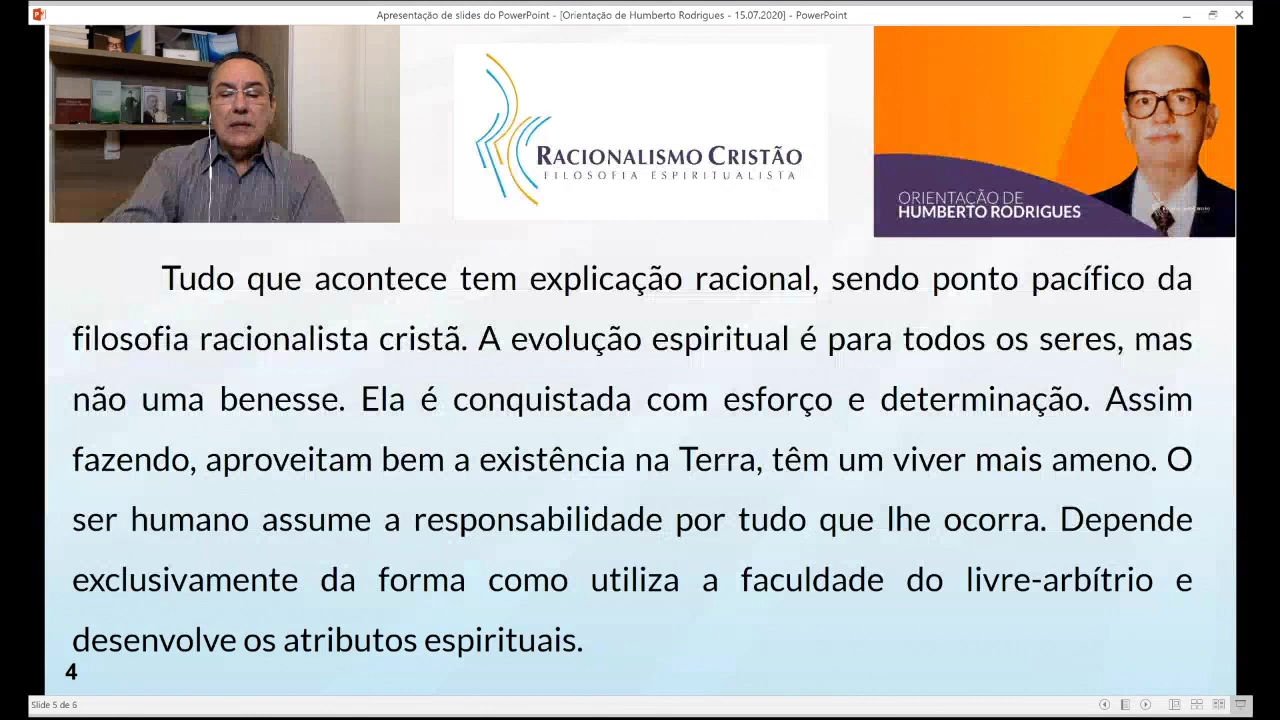 Apresentação de slides do PowerPoint - [Orientação de Humberto Rodrigues - 15.07.2020] - PowerPoint
RACIONALISMO CRISTÃO
FILOSOFIA ESPIRITUALISTA
ORIENTAÇÃO DE
HUMBERTO RODRIGUES
Tudo que acontece tem explicação racional, sendo ponto pacífico da
filosofia racionalista cristã. A evolução espiritual é para todos os seres, mas
não uma benesse. Ela é conquistada com esforço e determinação. Assim
fazendo, aproveitam bem a existência na Terra, têm um viver mais ameno. O
ser humano assume a responsabilidade por tudo que lhe ocorra. Depende
exclusivamente da forma como utiliza a faculdade do livre-arbítrio e
desenvolve os atributos espirituais.
4
Slide 5 de 6